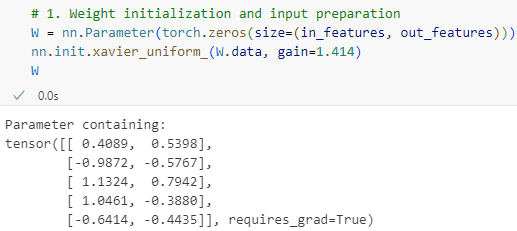 # 1. Weight initialization and input preparation
W = nn.Parameter(torch.zeros(size=(in_features, out_features)))
nn.init.xavier_uniform_(W.data, gain=1.414)
W
0.0s
Parameter containing:
tensor([[ 0.4089,  0.5398],
        [-0.9872, -0.5767],
        [ 1.1324,  0.7942],
        [ 1.0461, -0.3880],
        [-0.6414, -0.4435]], requires_grad=True)